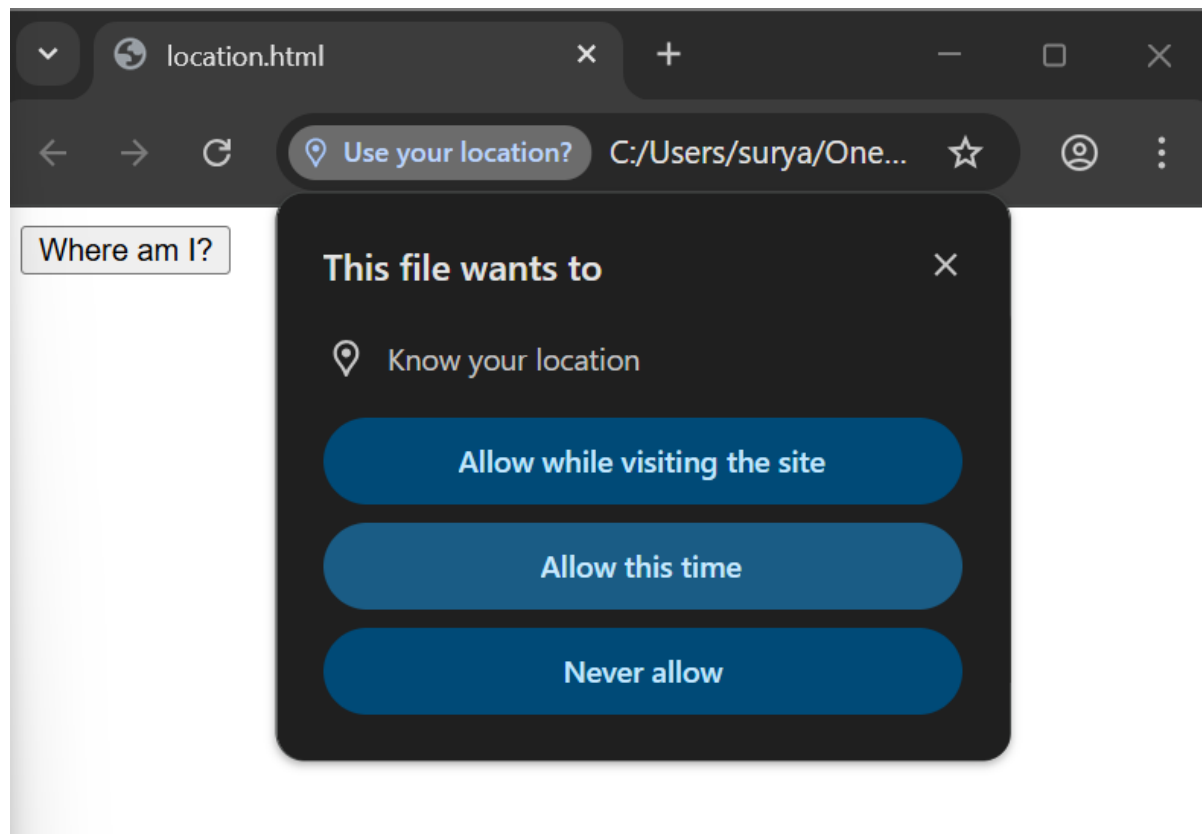 location.html
Use your location? C:/Users/surya/One...
Where am I?
This file wants to
Know your location
Allow while visiting the site
Allow this time
Never allow